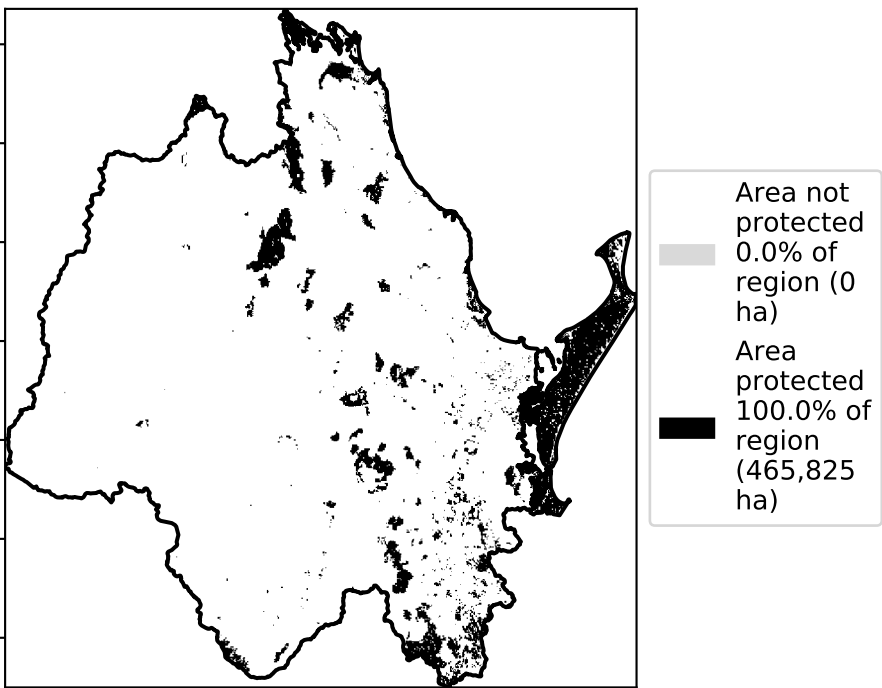 Area not
protected
0.0% of
region (0
ha)
Area
protected
100.0% of
region
(465,825
ha)